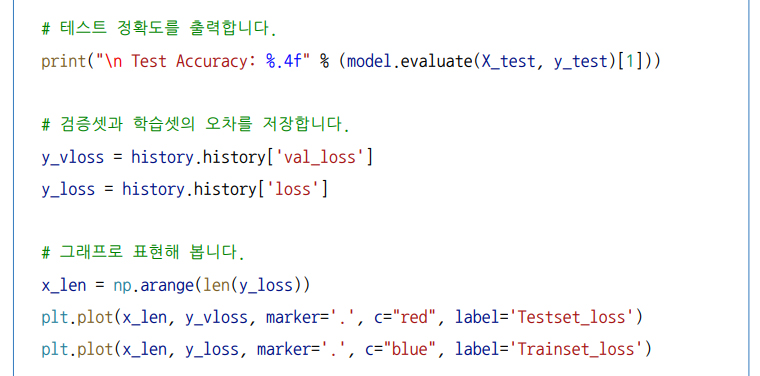 # 테스트 정확도를 출력합니다.
print("\n Test Accuracy: %.4f" % (model.evaluate(X_test, y_test)[1]))
# 검증셋과 학습셋의 오차를 저장합니다.
y_vloss = history.history['val_loss']
y_loss = history.history['loss']
# 그래프로 표현해 봅니다.
x_len = np.arange(len(y_loss))
plt.plot(x_len, y_vloss, marker='.', c="red", label='Testset_loss')
plt.plot(x_len, y_loss, marker='.', c="blue", label='Trainset_loss')